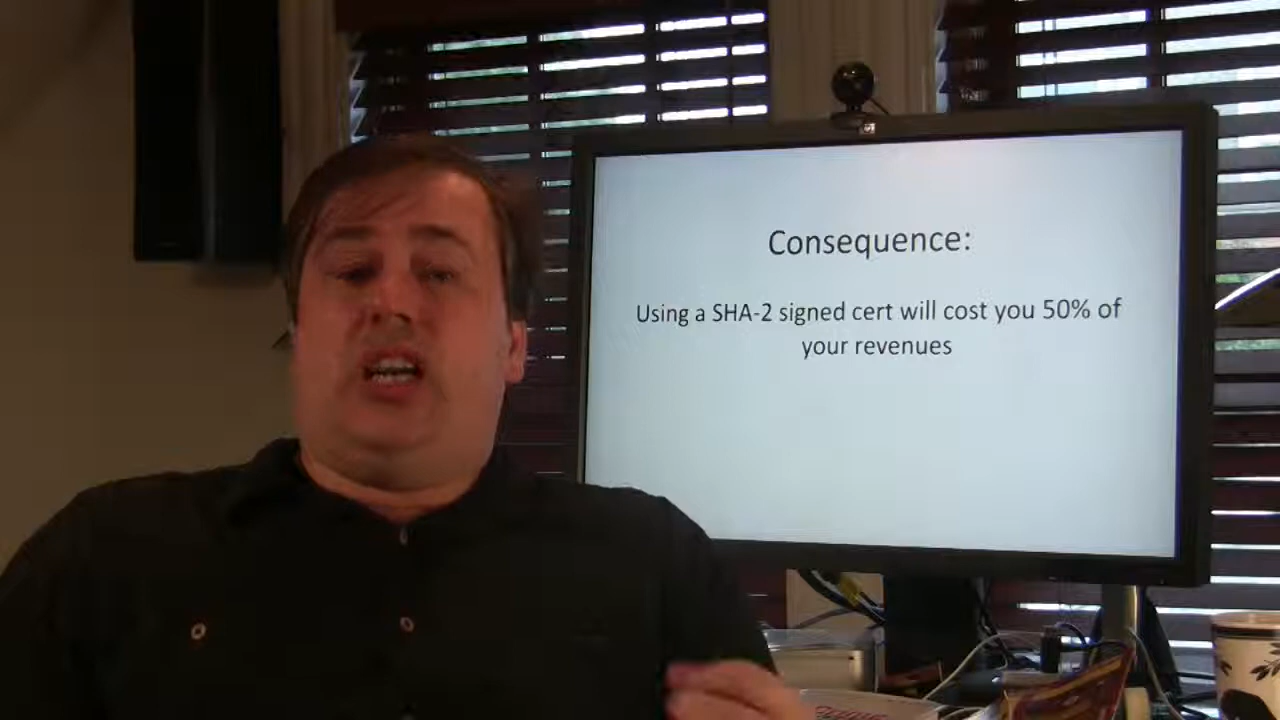 Consequence:
Using a SHA-2 signed cert will cost you 50% of
your revenues